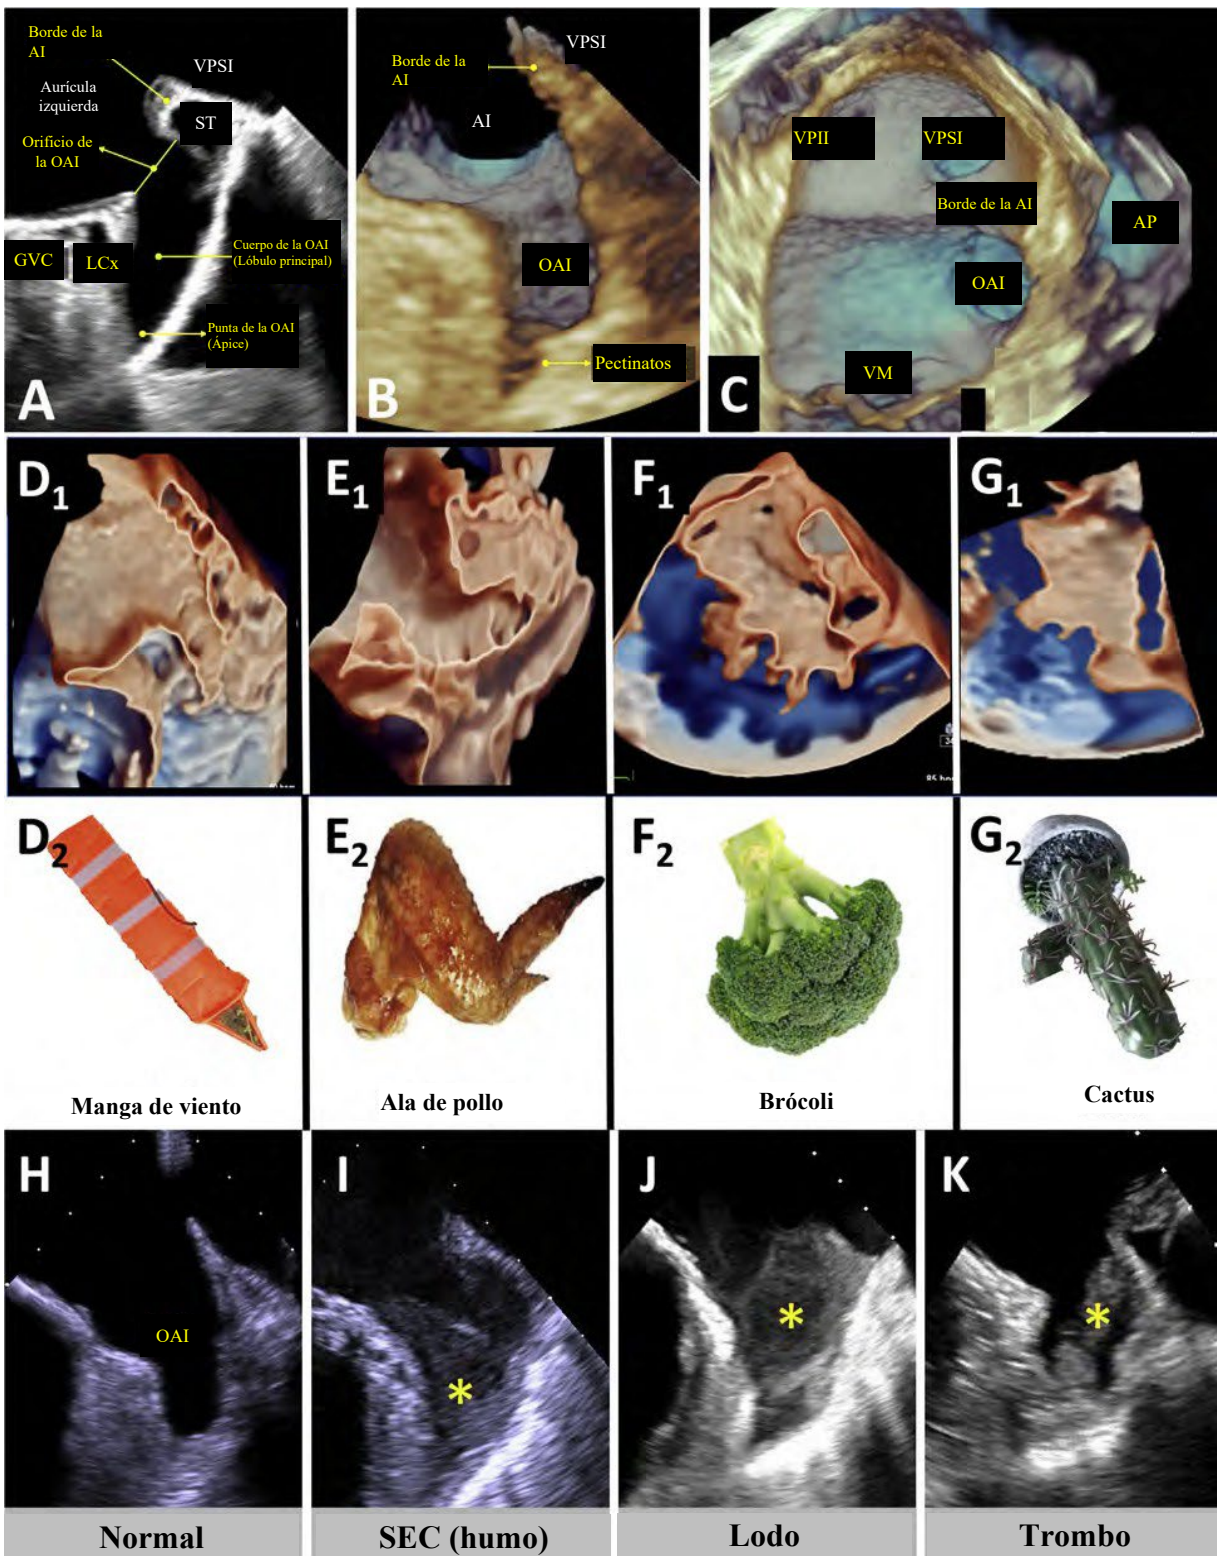 Borde de la
AI
VPSI
Aurícula
izquierda
ST
Orificio de
la OAI
GVC
LCx
Cuerpo de la OAI
(Lóbulo principal)
Punta de la OAI
(Ápice)
A
VPSI
Borde de la
AI
AI
OAI
Pectinatos
B
VPII
VPSI
Borde de la AI
AP
OAI
VM
C
D1
E1
F1
G1
85 bpm
D2
E2
F2
G2
Manga de viento
Ala de pollo
Brócoli
Cactus
H
I
J
K
OAI
*
*
*
Normal
SEC (humo)
Lodo
Trombo